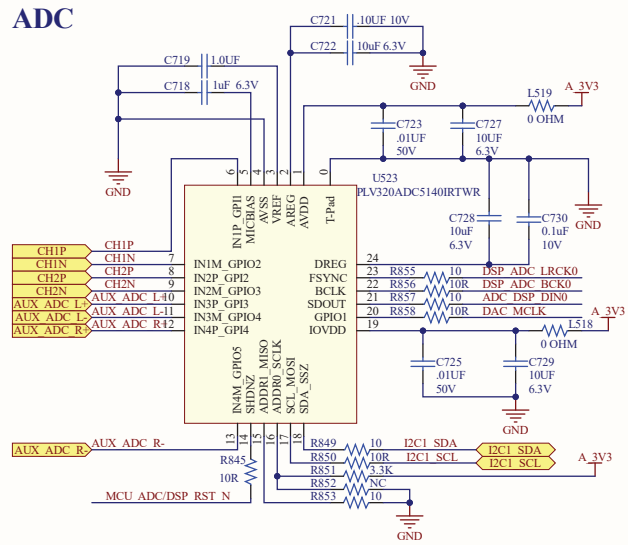 ADC
C721 .10UF 10V
C722 10uF 6.3V
GND
C719 1.0UF
C718 1uF 6.3V
GND
L519 A_3V3
0 OHM
C723
.01UF
50V
C727
10UF
6.3V
GND
6 5 4 3 2 1 0
U523
PLV320ADC5140IRTWR
IN1P_GPI1
MICBIAS
AVSS
VREF
AREG
AVDD
T-Pad
C728
10uF
6.3V
C730
0.1uF
10V
CH1P CH1P
CH1N CH1N 7 IN1M_GPIO2 DREG 24
CH2P CH2P 8 IN2P_GPI2 FSYNC 23 R855 10 DSP_ADC_LRCK0
CH2N CH2N 9 IN2M_GPIO3 BCLK 22 R856 10R DSP_ADC_BCK0
AUX_ADC_L+ AUX_ADC_L+ 10 IN3P_GPI3 SDOUT 21 R857 10 ADC_DSP_DIN0
AUX_ADC_L- AUX_ADC_L- 11 IN3M_GPIO4 GPIO1 20 R858 10R DAC_MCLK
AUX_ADC_R+ AUX_ADC_R+ 12 IN4P_GPI4 IOVDD 19
L518 A_3V3
0 OHM
C725
.01UF
50V
C729
10UF
6.3V
GND
IN4M_GPIO5
SHDNZ
ADDR1_MISO
ADDR0_SCLK
SCL_MOSI
SDA_SSZ
13 14 15 16 17 18
AUX_ADC_R- AUX_ADC_R-
R845
10R
MCU_ADC/DSP_RST_N
R849 10 I2C1_SDA I2C1_SDA
R850 10R I2C1_SCL I2C1_SCL
R851 3.3K A_3V3
R852 NC
R853 10
GND